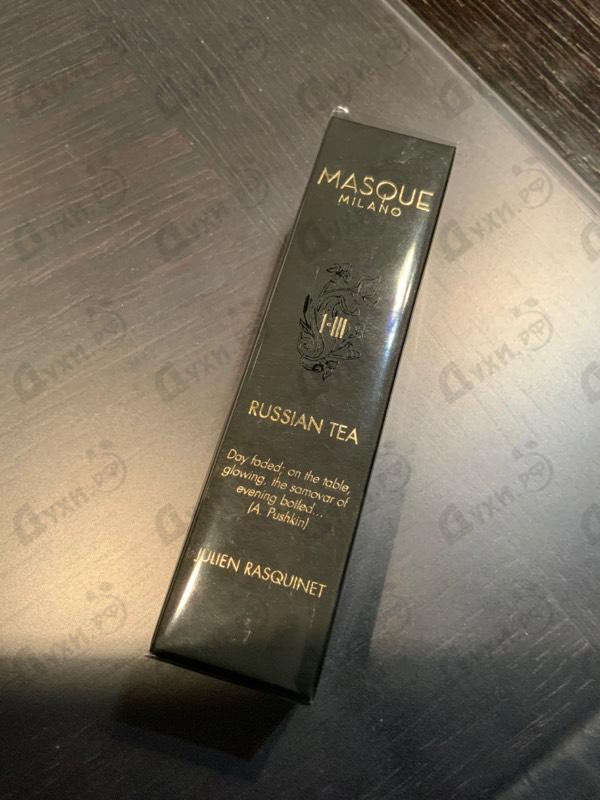 MASQUE
MILANO
I-III
RUSSIAN TEA
Day faded; on the table,
glowing, the samovar of
evening boiled...
(A. Pushkin)
JULIEN RASQUINET
Духи.рф